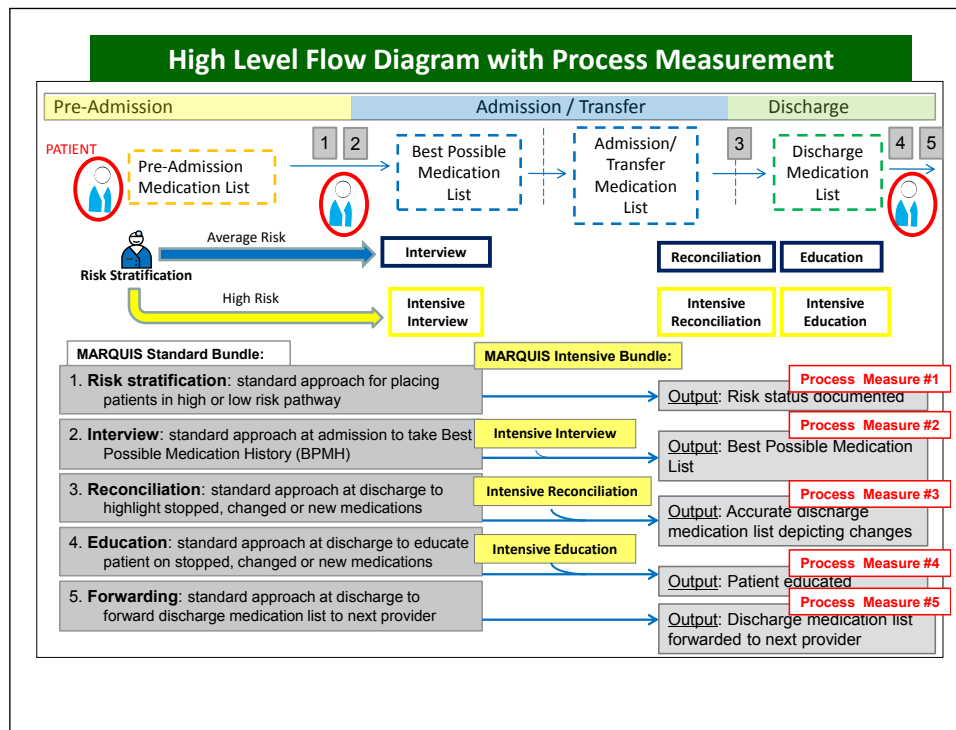 High Level Flow Diagram with Process Measurement
Pre-Admission
Admission / Transfer
Discharge
PATIENT
Pre-Admission
Medication List
1
2
Best Possible
Medication
List
Admission/
Transfer
Medication
List
3
Discharge
Medication
List
4
5
Average Risk
Risk Stratification
High Risk
Interview
Reconciliation
Education
Intensive
Interview
Intensive
Reconciliation
Intensive
Education
MARQUIS Standard Bundle:
MARQUIS Intensive Bundle:
1. Risk stratification: standard approach for placing
patients in high or low risk pathway
Process Measure #1
Output: Risk status documented
2. Interview: standard approach at admission to take Best
Possible Medication History (BPMH)
Intensive Interview
Process Measure #2
Output: Best Possible Medication
List
3. Reconciliation: standard approach at discharge to
highlight stopped, changed or new medications
Intensive Reconciliation
Process Measure #3
Output: Accurate discharge
medication list depicting changes
4. Education: standard approach at discharge to educate
patient on stopped, changed or new medications
Intensive Education
Process Measure #4
Output: Patient educated
5. Forwarding: standard approach at discharge to
forward discharge medication list to next provider
Process Measure #5
Output: Discharge medication list
forwarded to next provider